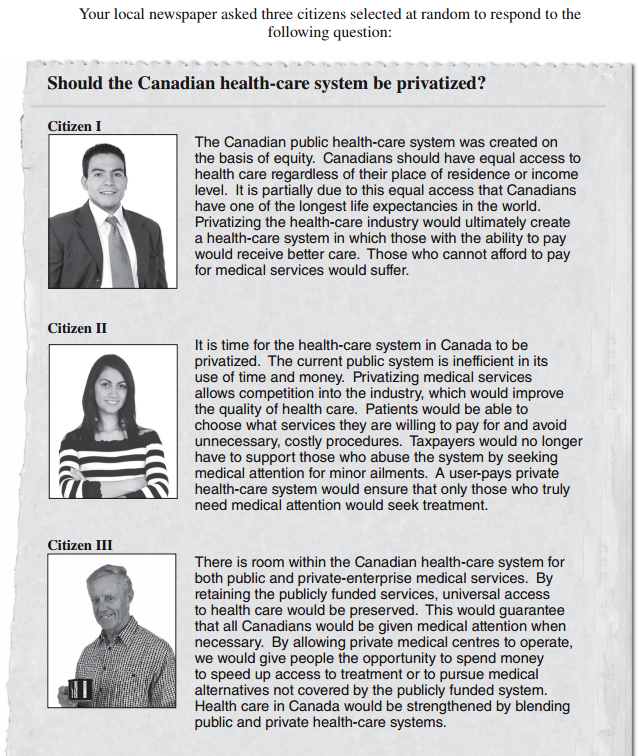 Your local newspaper asked three citizens selected at random to respond to the
following question:
Should the Canadian health-care system be privatized?
Citizen I
The Canadian public health-care system was created on
the basis of equity. Canadians should have equal access to
health care regardless of their place of residence or income
level. It is partially due to this equal access that Canadians
have one of the longest life expectancies in the world.
Privatizing the health-care industry would ultimately create
a health-care system in which those with the ability to pay
would receive better care. Those who cannot afford to pay
for medical services would suffer.
Citizen II
It is time for the health-care system in Canada to be
privatized. The current public system is inefficient in its
use of time and money. Privatizing medical services
allows competition into the industry, which would improve
the quality of health care. Patients would be able to
choose what services they are willing to pay for and avoid
unnecessary, costly procedures. Taxpayers would no longer
have to support those who abuse the system by seeking
medical attention for minor ailments. A user-pays private
health-care system would ensure that only those who truly
need medical attention would seek treatment.
Citizen III
There is room within the Canadian health-care system for
both public and private-enterprise medical services. By
retaining the publicly funded services, universal access
to health care would be preserved. This would guarantee
that all Canadians would be given medical attention when
necessary. By allowing private medical centres to operate,
we would give people the opportunity to spend money
to speed up access to treatment or to pursue medical
alternatives not covered by the publicly funded system.
Health care in Canada would be strengthened by blending
public and private health-care systems.